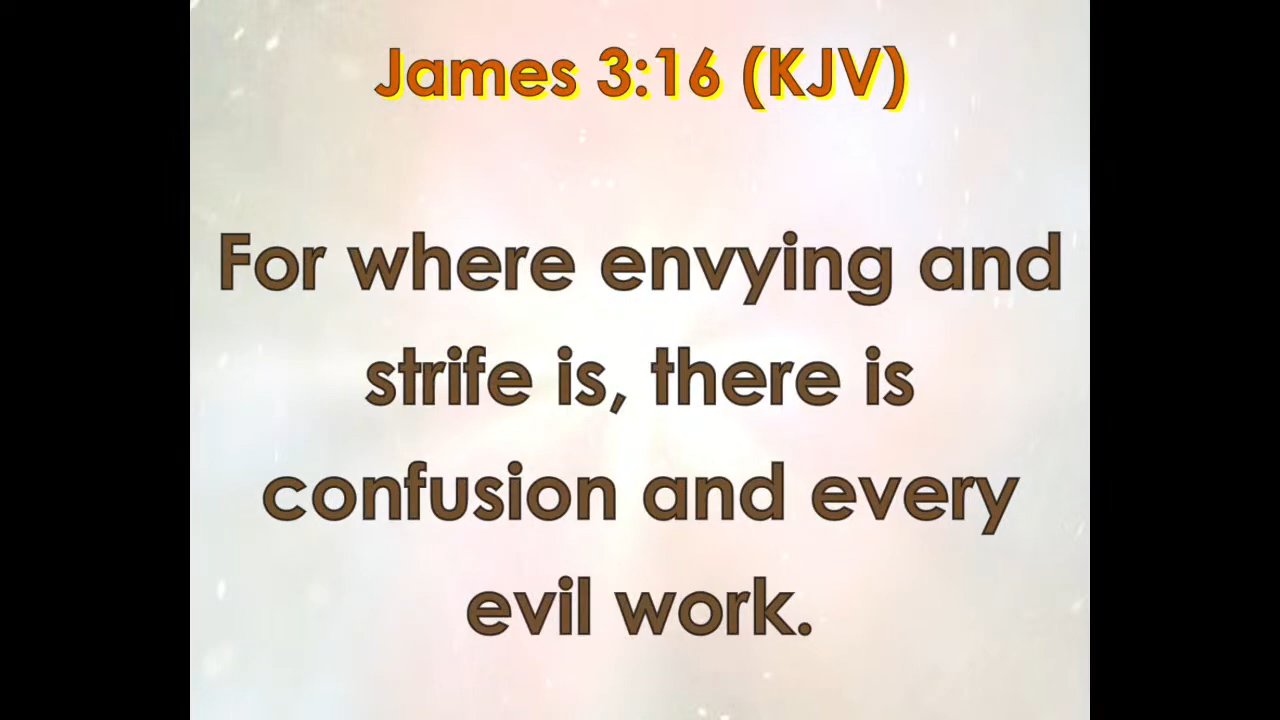 James 3:16 (KJV)
For where envying and
strife is, there is
confusion and every
evil work.